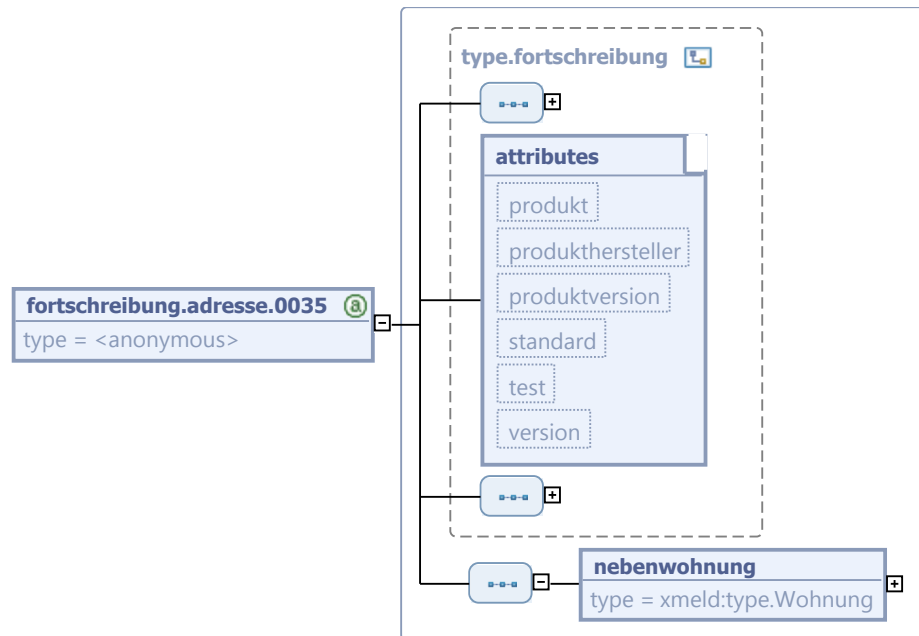 type.fortschreibung
attributes
produkt
produkthersteller
produktversion
standard
test
version
fortschreibung.adresse.0035 a
type = <anonymous>
nebenwohnung
type = xmeld:type.Wohnung